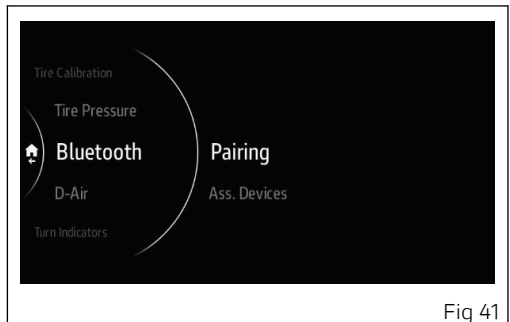 Tire Calibration
Tire Pressure
Bluetooth
D-Air
Turn Indicators
Pairing
Ass. Devices
Fig 41